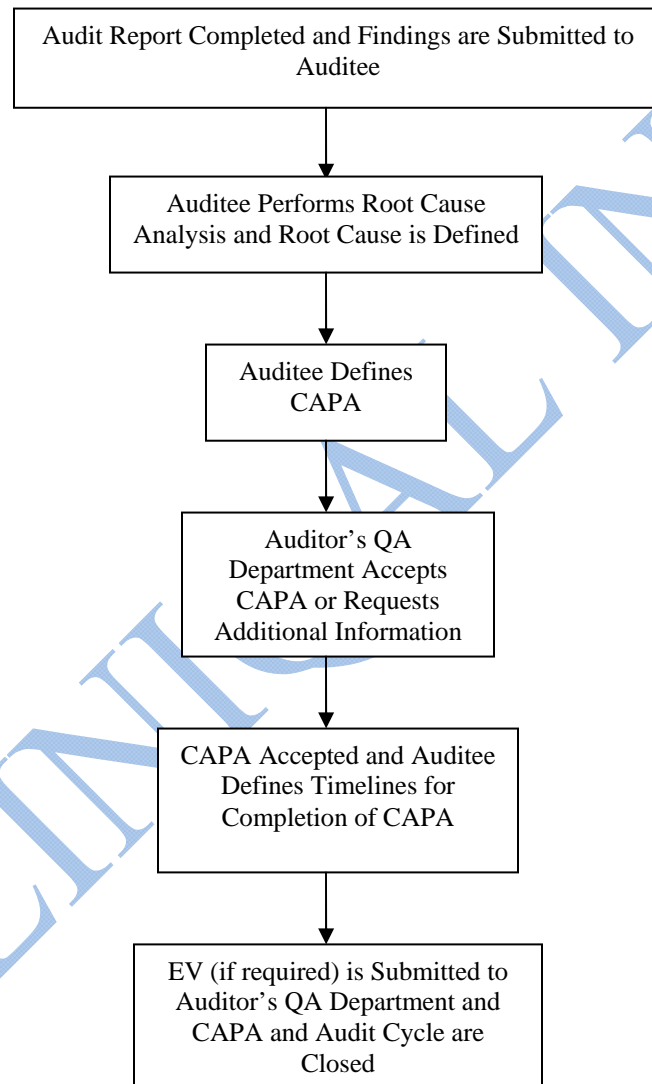 Audit Report Completed and Findings are Submitted to
Auditee
Auditee Performs Root Cause
Analysis and Root Cause is Defined
Auditee Defines
CAPA
Auditor’s QA
Department Accepts
CAPA or Requests
Additional Information
CAPA Accepted and Auditee
Defines Timelines for
Completion of CAPA
EV (if required) is Submitted to
Auditor’s QA Department and
CAPA and Audit Cycle are
Closed